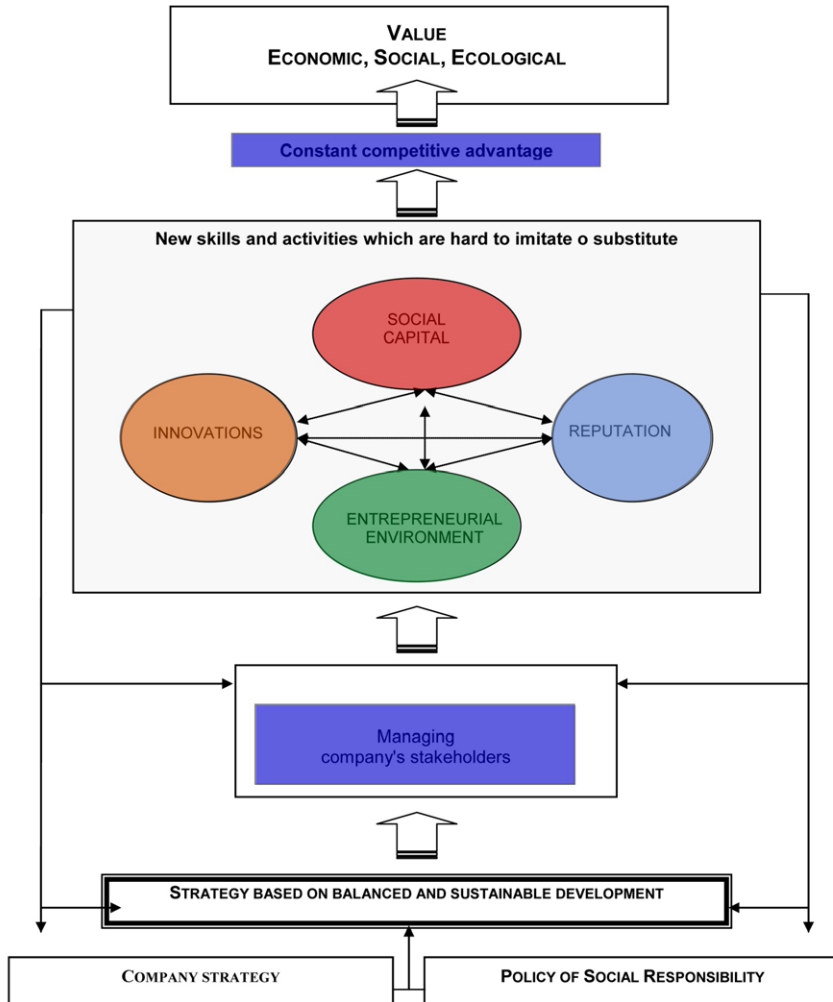 VALUE
ECONOMIC, SOCIAL, ECOLOGICAL
Constant competitive advantage
New skills and activities which are hard to imitate o substitute
SOCIAL
CAPITAL
INNOVATIONS
REPUTATION
ENTREPRENEURIAL
ENVIRONMENT
Managing
company's stakeholders
STRATEGY BASED ON BALANCED AND SUSTAINABLE DEVELOPMENT
COMPANY STRATEGY
POLICY OF SOCIAL RESPONSIBILITY